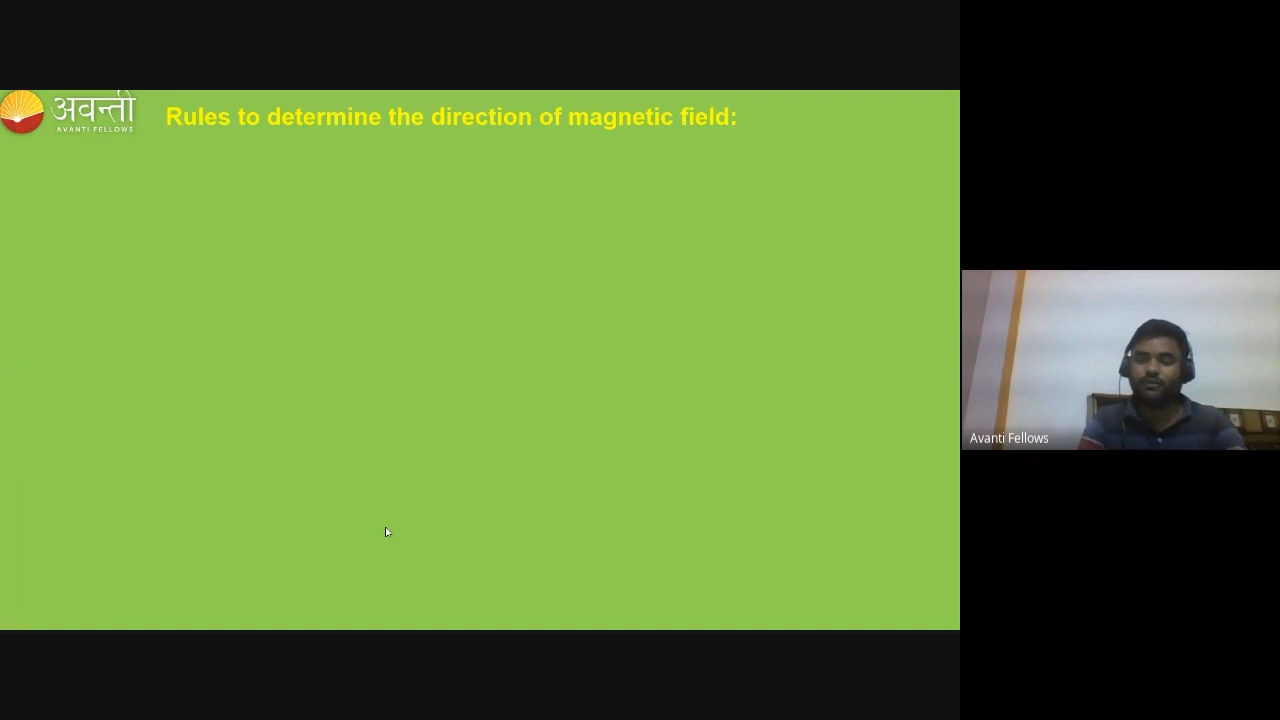 अवन्ती
AVANTI FELLOWS
Rules to determine the direction of magnetic field:
Avanti Fellows